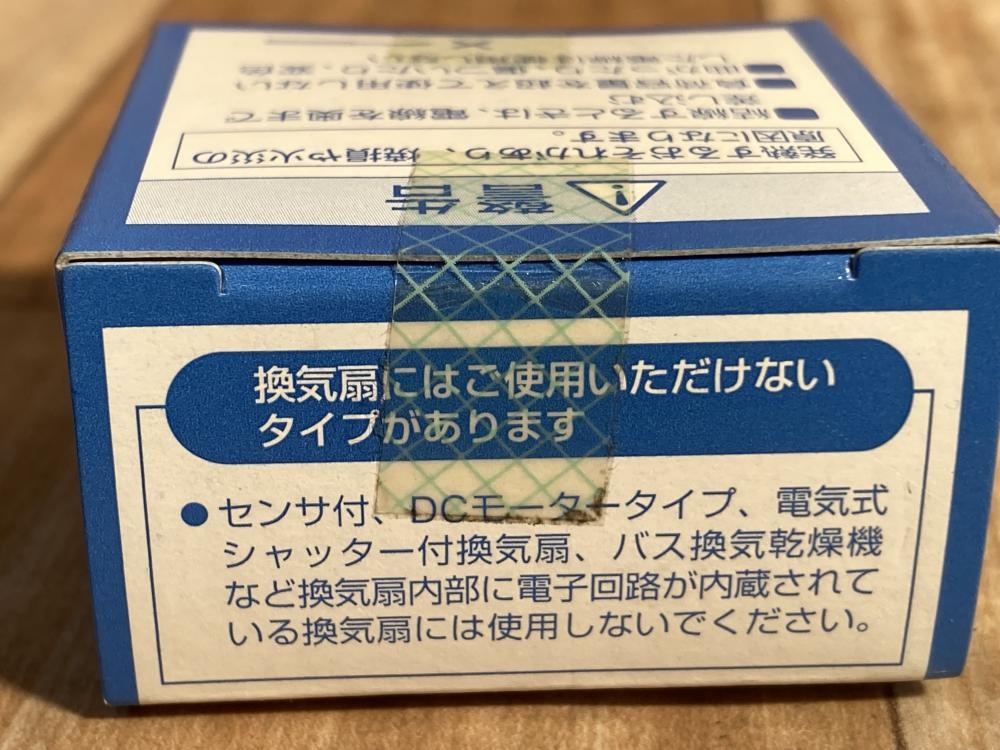 差し込む
結線するときは、電線を奥まで
原因になります。
発熱するおそれがあり、焼損や火災の
警告
換気扇にはご使用いただけない
タイプがあります
●センサ付、DCモータータイプ、電気式
シャッター付換気扇、バス換気乾燥機
など換気扇内部に電子回路が内蔵されて
いる換気扇には使用しないでください。